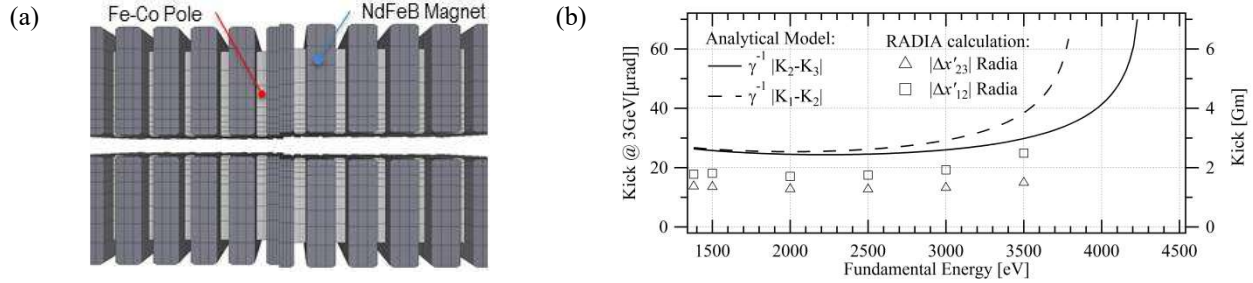 (a)
Fe-Co Pole
NdFeB Magnet
(b)
Kick @ 3GeV[μrad]]
60
40
20
0
Analytical Model:
γ⁻¹ |K₂-K₃|
γ⁻¹ |K₁-K₂|
RADIA calculation:
|Δx'₂₃| Radia
|Δx'₁₂| Radia
6
4
2
0
Kick [Gm]
1500 2000 2500 3000 3500 4000 4500
Fundamental Energy [eV]